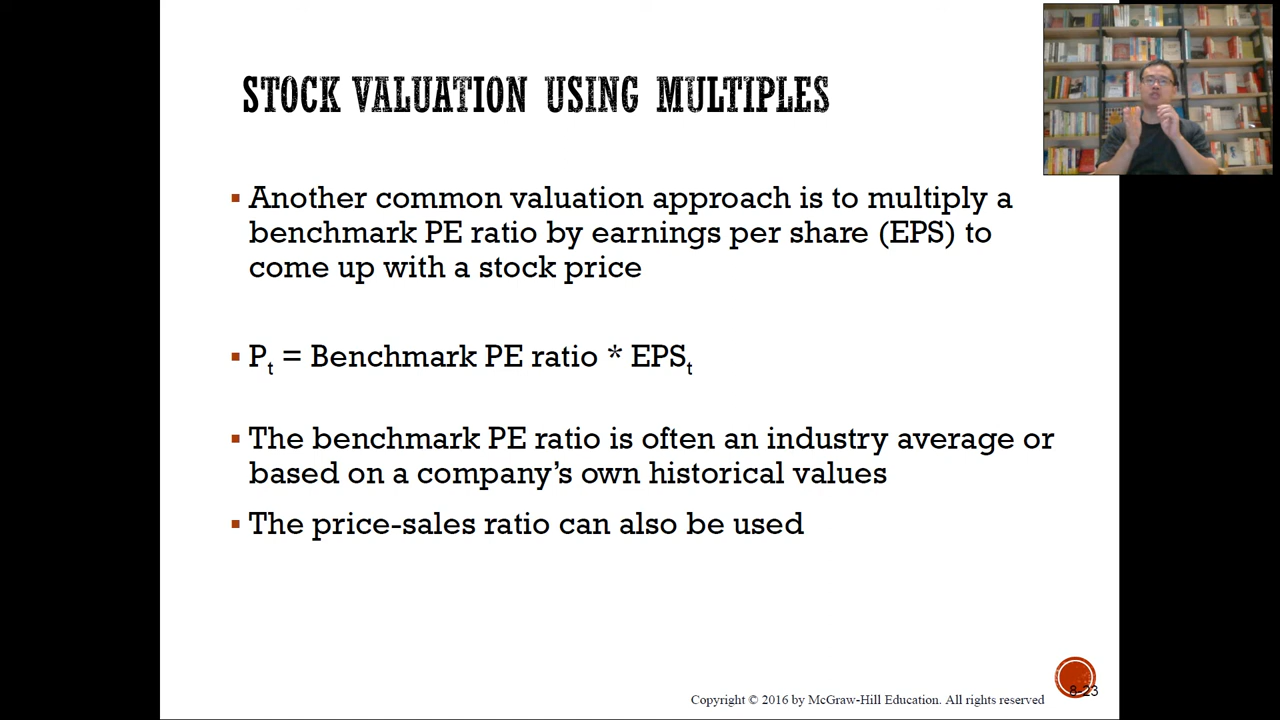 STOCK VALUATION USING MULTIPLES
▪ Another common valuation approach is to multiply a
benchmark PE ratio by earnings per share (EPS) to
come up with a stock price
▪ Pt = Benchmark PE ratio * EPSt
▪ The benchmark PE ratio is often an industry average or
based on a company's own historical values
▪ The price-sales ratio can also be used
8-23
Copyright © 2016 by McGraw-Hill Education. All rights reserved